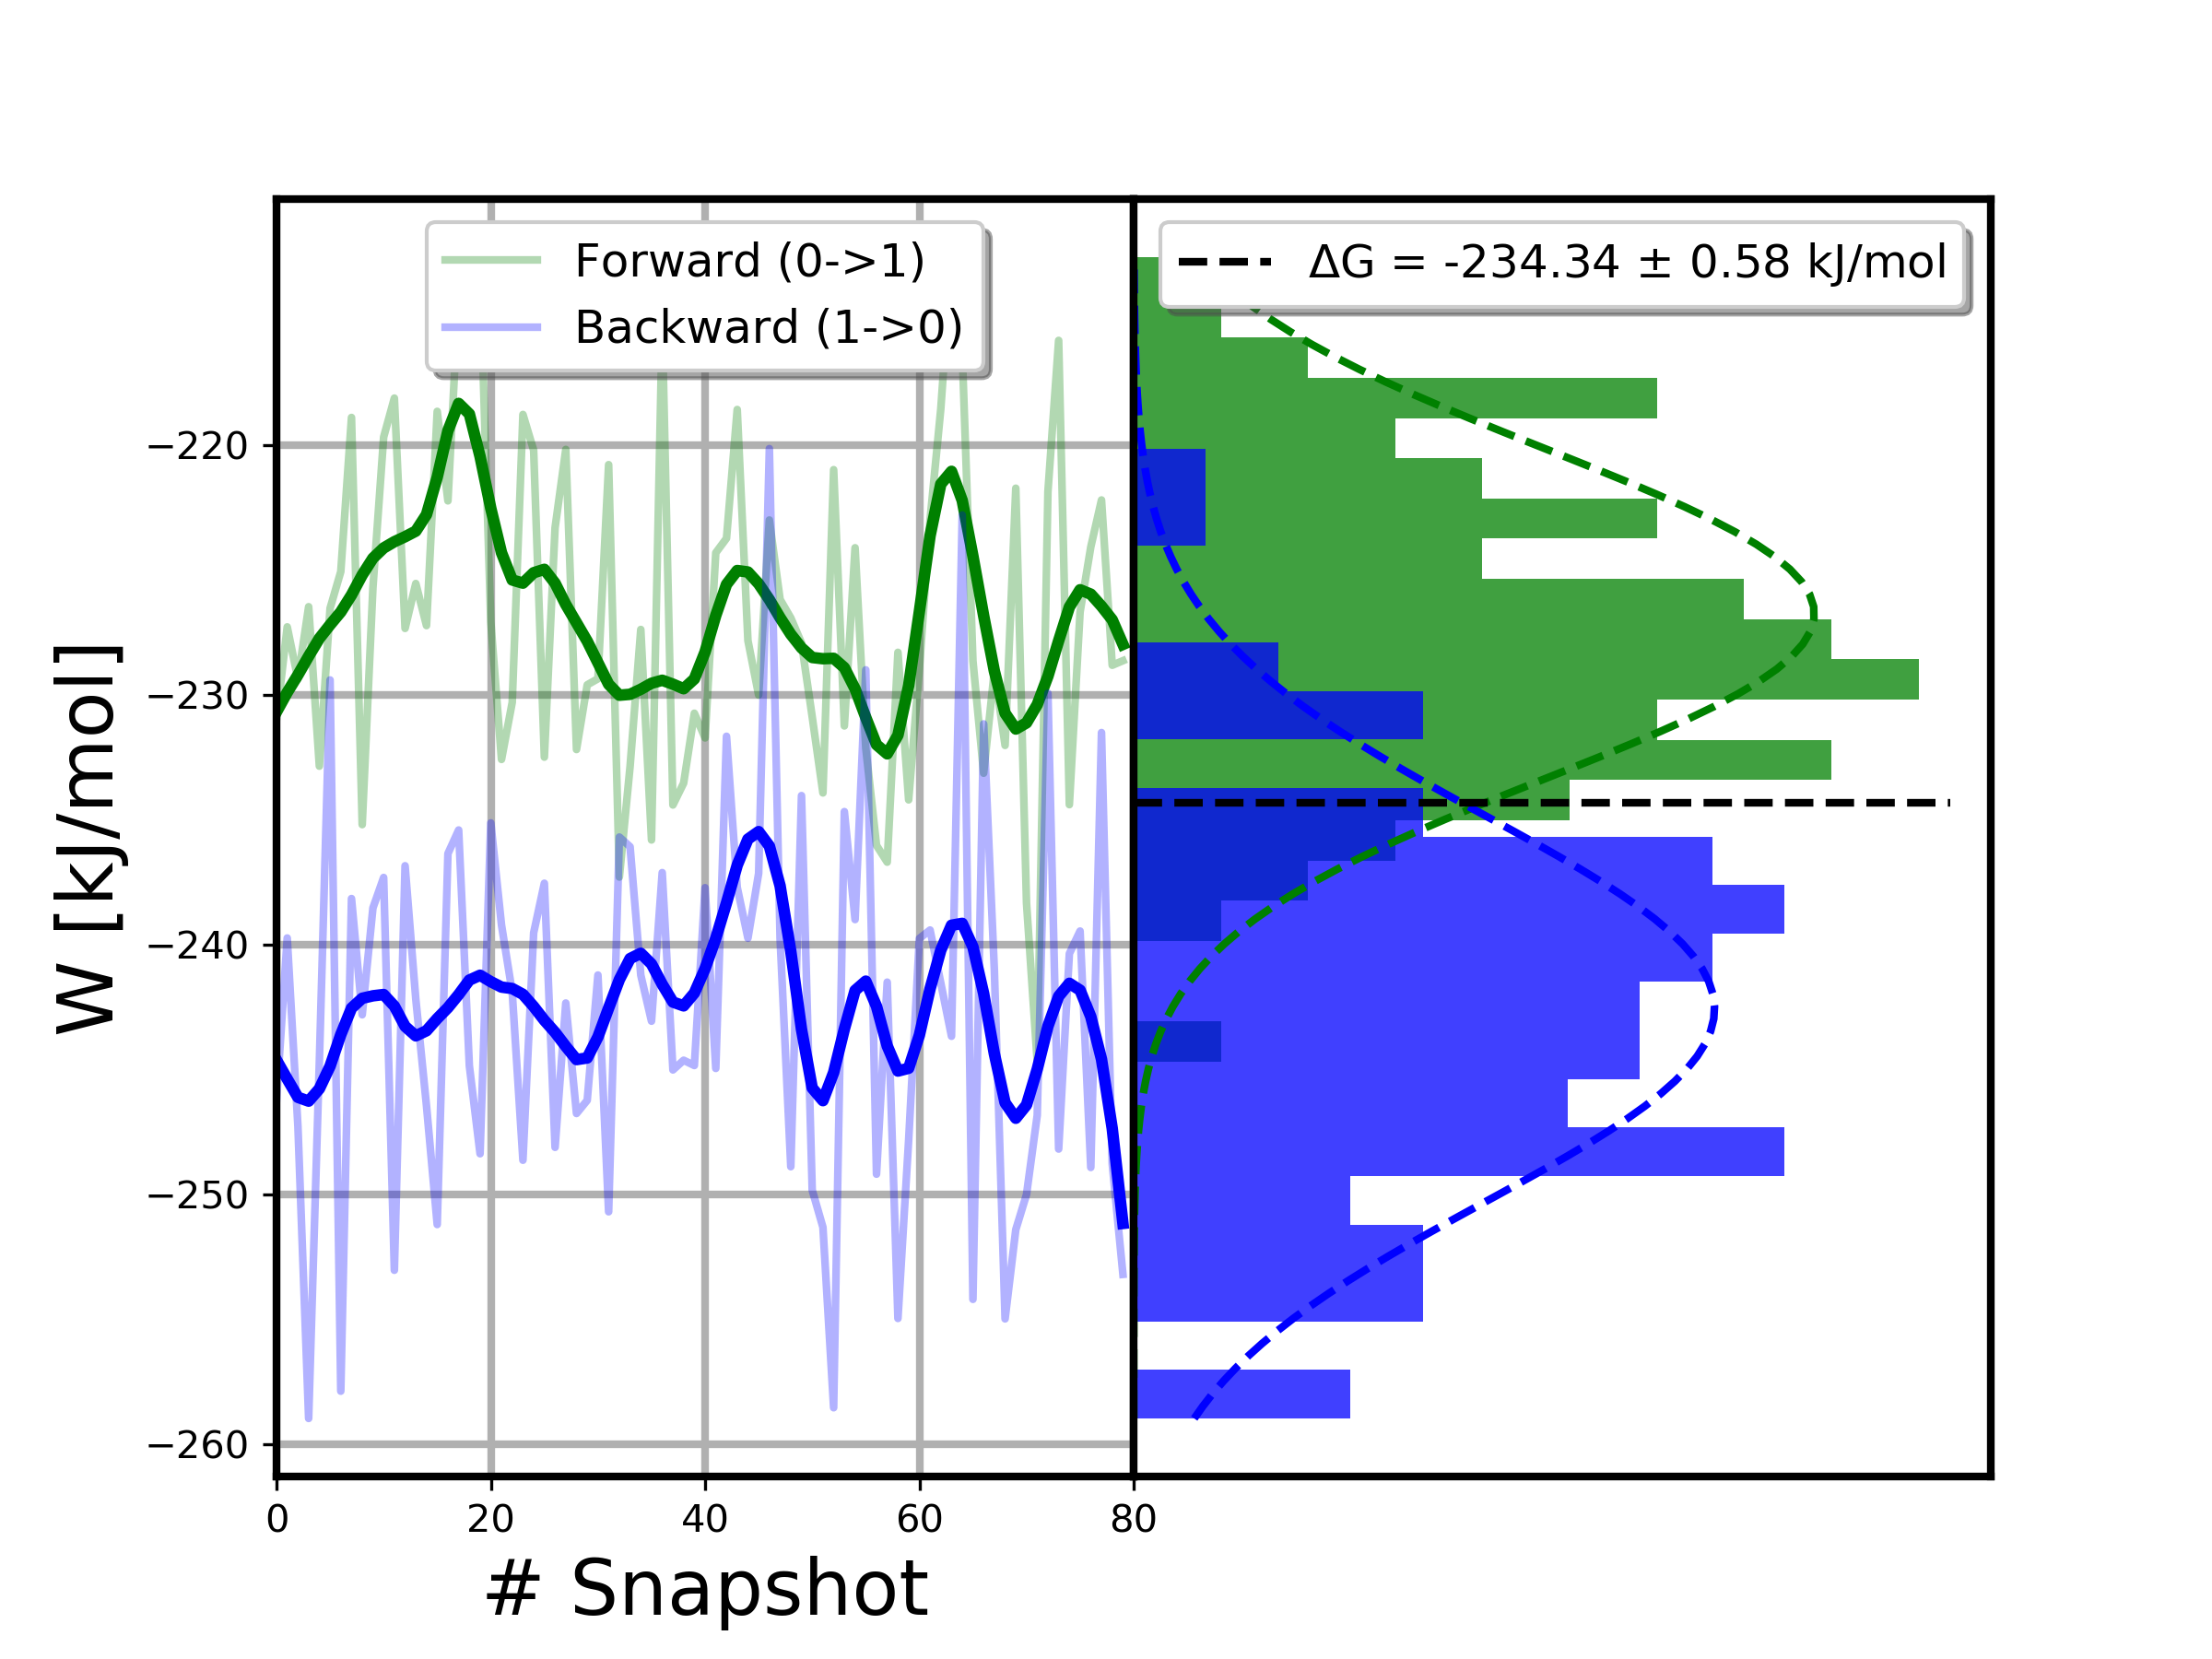 Forward (0->1)
Backward (1->0)
ΔG = -234.34 ± 0.58 kJ/mol
W [kJ/mol]
−220
−230
−240
−250
−260
0 20 40 60 80
# Snapshot